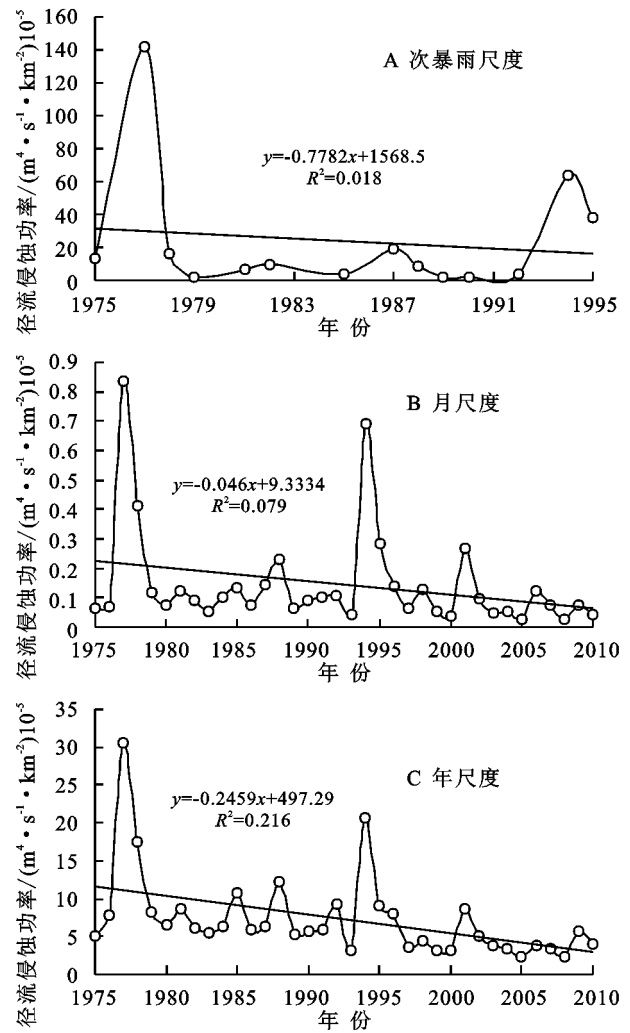 径流侵蚀功率/(m⁴·s⁻¹·km⁻²)10⁻⁵
160
140
120
100
80
60
40
20
0
A 次暴雨尺度
y=-0.7782x+1568.5
R²=0.018
1975 1979 1983 1987 1991 1995
年份
径流侵蚀功率/(m⁴·s⁻¹·km⁻²)10⁻⁵
0.9
0.8
0.7
0.6
0.5
0.4
0.3
0.2
0.1
0
B 月尺度
y=-0.046x+9.3334
R²=0.079
1975 1980 1985 1990 1995 2000 2005 2010
年份
径流侵蚀功率/(m⁴·s⁻¹·km⁻²)10⁻⁵
35
30
25
20
15
10
5
0
C 年尺度
y=-0.2459x+497.29
R²=0.216
1975 1980 1985 1990 1995 2000 2005 2010
年份